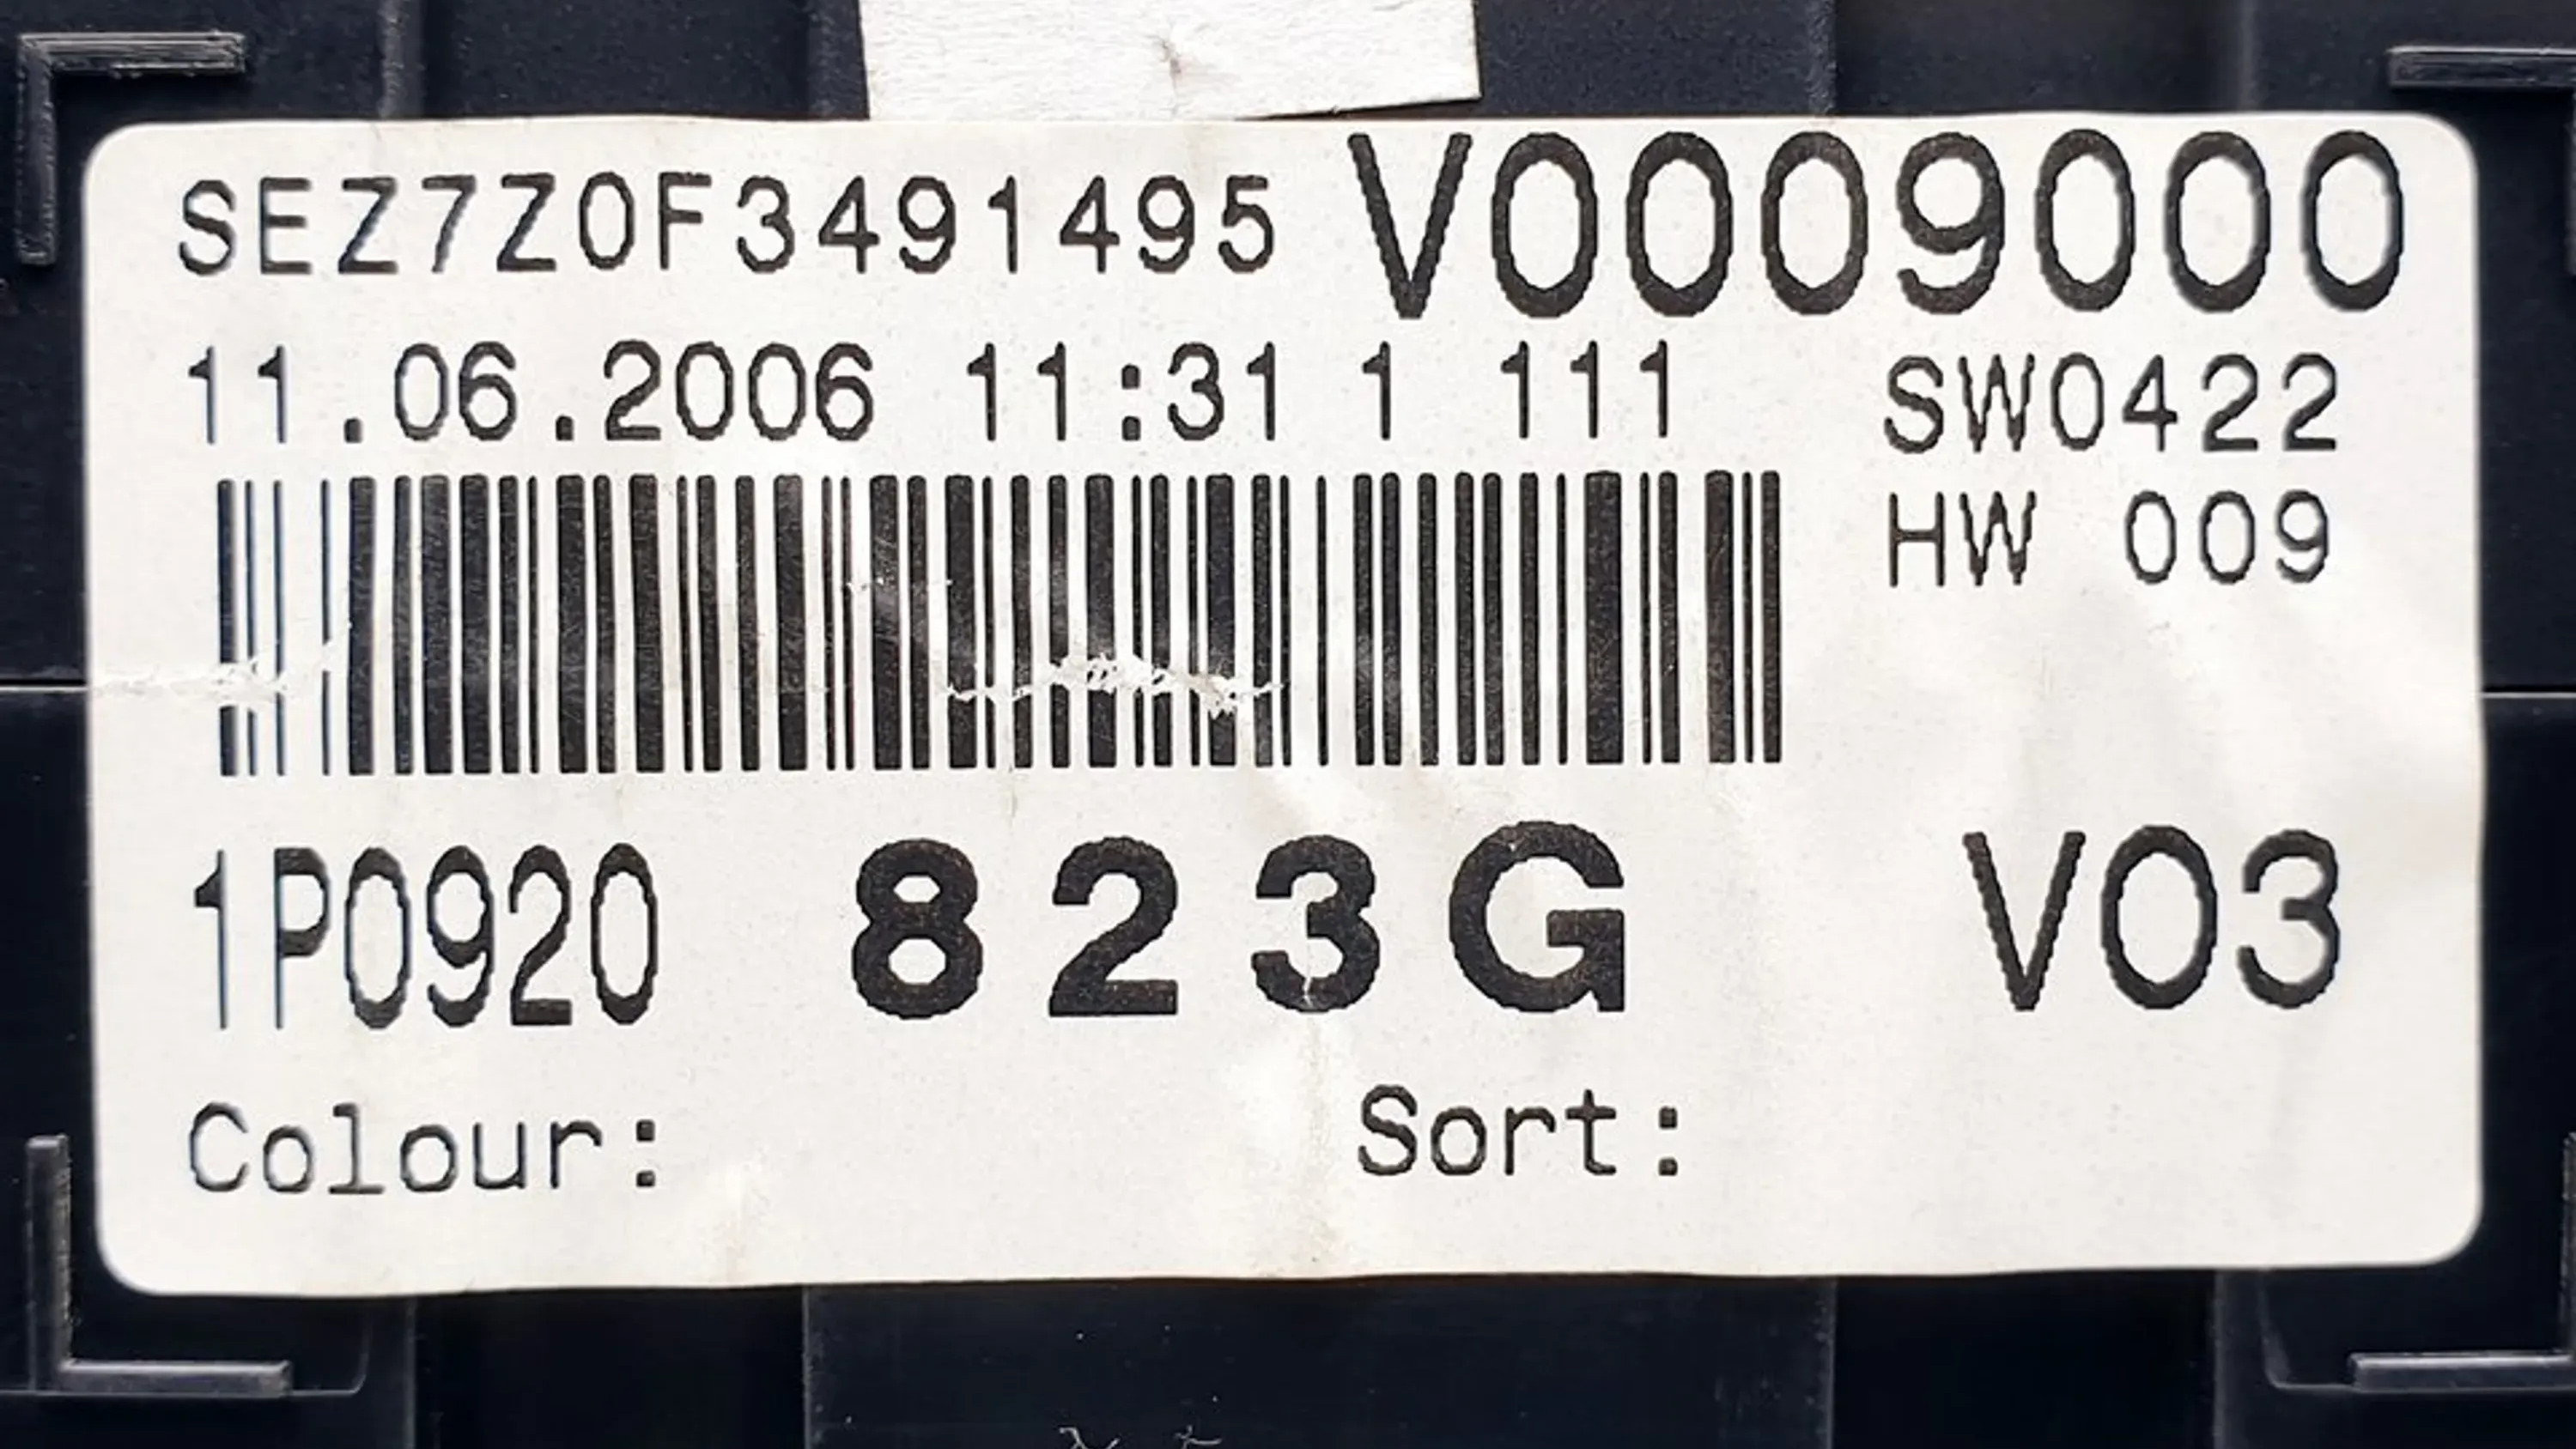 SEZ7Z0F3491495 V0009000
11.06.2006 11:31 1 111 SW0422
HW 009
1P0920 823G V03
Colour: Sort: